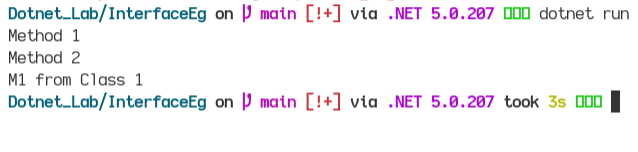 Dotnet_Lab/InterfaceEg on main [!+] via .NET 5.0.207 dotnet run
Method 1
Method 2
M1 from Class 1
Dotnet_Lab/InterfaceEg on main [!+] via .NET 5.0.207 took 3s